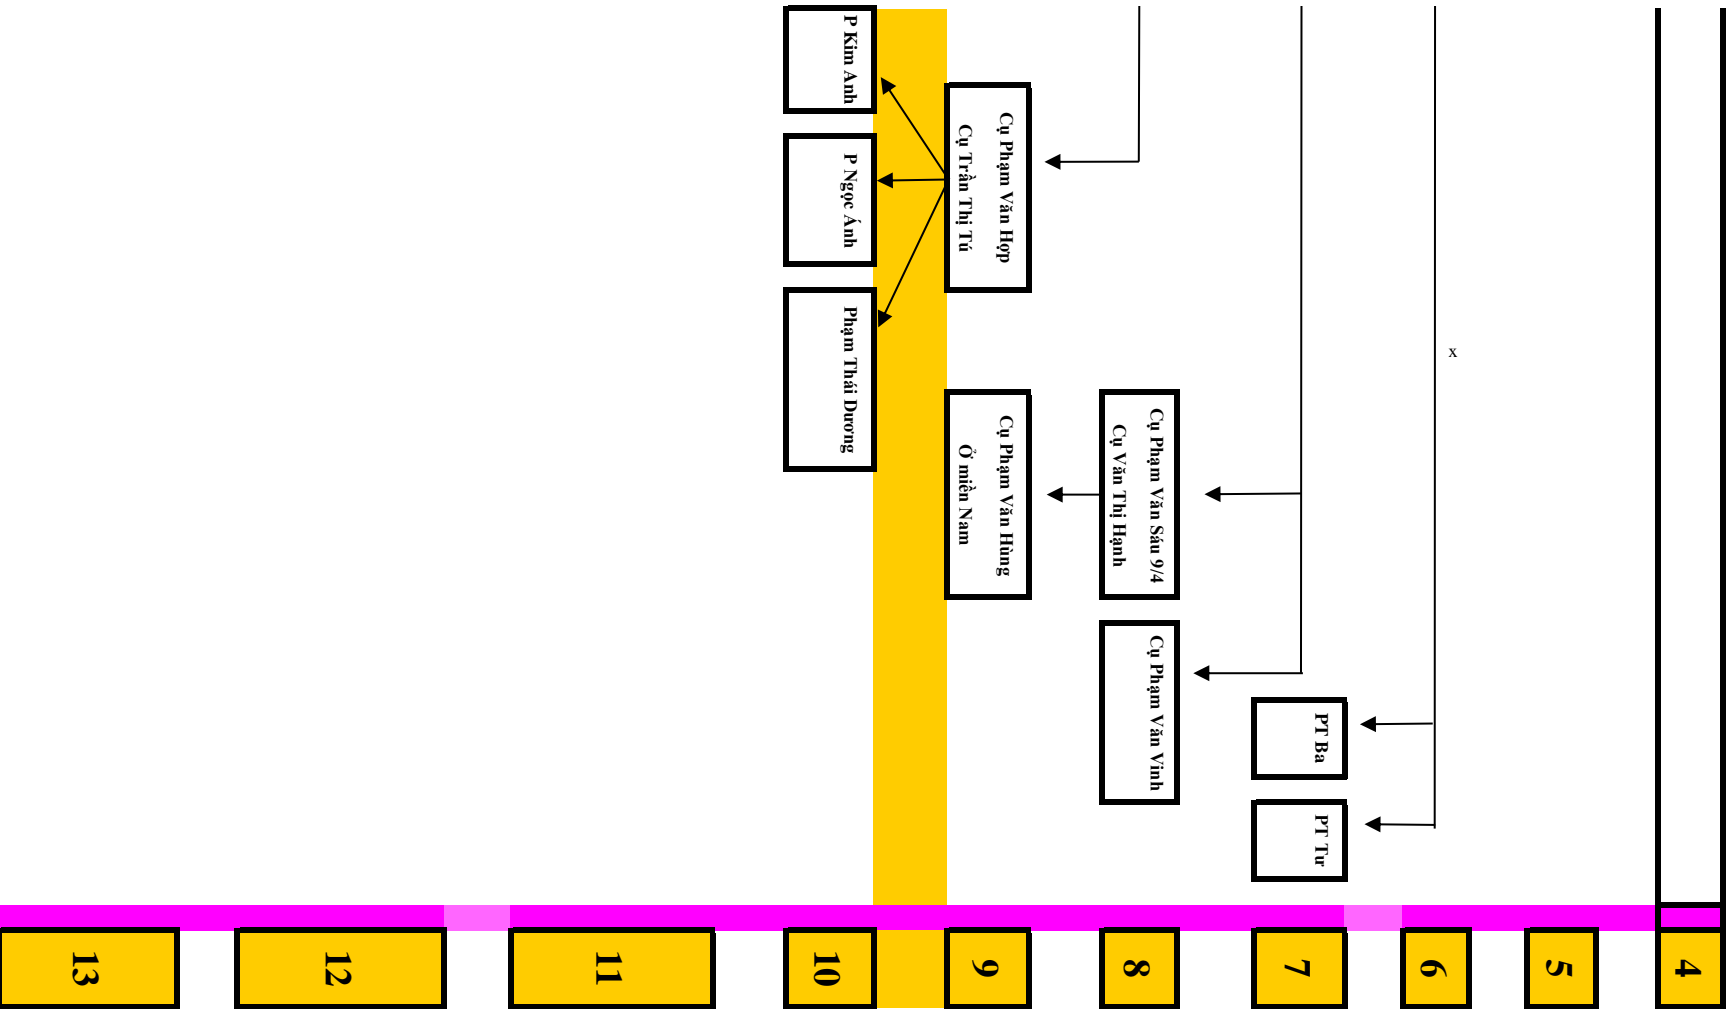 4
5
6
7
8
9
10
11
12
13
x
PT Ba
PT Tư
Cụ Phạm Văn Sáu 9/4
Cụ Văn Thị Hạnh
Cụ Phạm Văn Vinh
Cụ Phạm Văn Hợp
Cụ Trần Thị Tú
Cụ Phạm Văn Hùng
Ở miền Nam
P Kim Anh
P Ngọc Ánh
Phạm Thái Dương